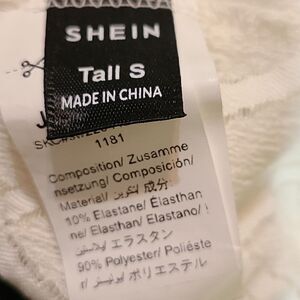 SHEIN
Tall S
MADE IN CHINA
1181
Composition/ Zusamme
nsetzung/ Composición/
Material/ 成分
10% Elastane/ Elasthan
ne/ Elasthan/ Elastano/
エラスタン
90% Polyester/ Polyéste
r/ ポリエステル